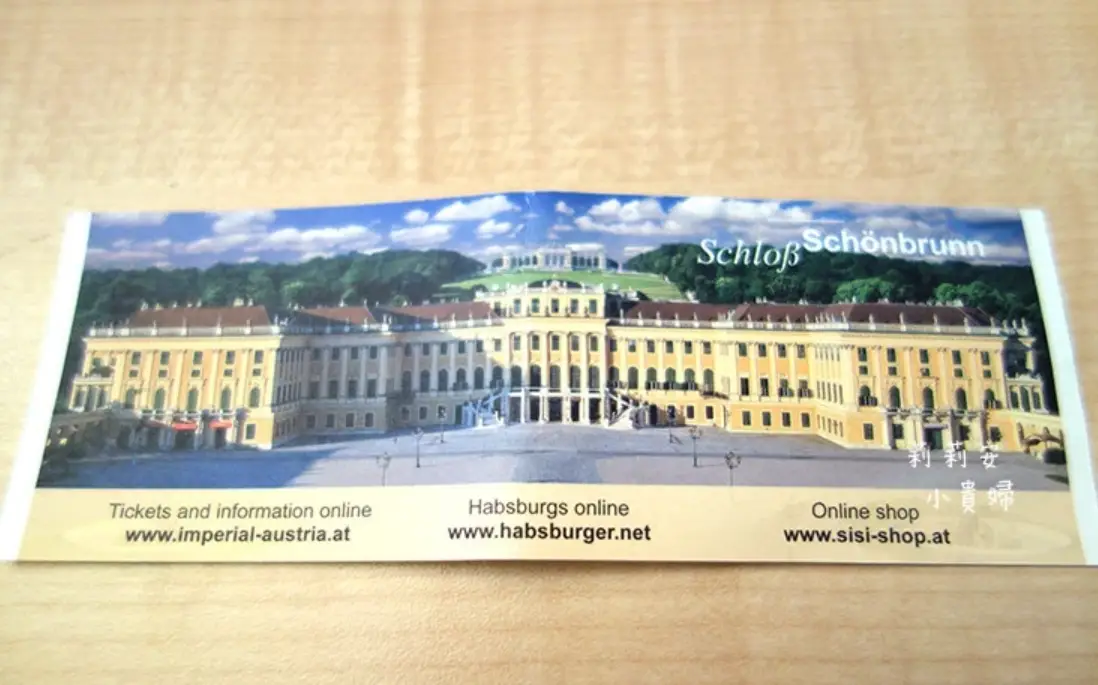 Schloß Schönbrunn
Tickets and information online
www.imperial-austria.at
Habsburgs online
www.habsburger.net
Online shop
www.sisi-shop.at
莉莉安
小貴婦